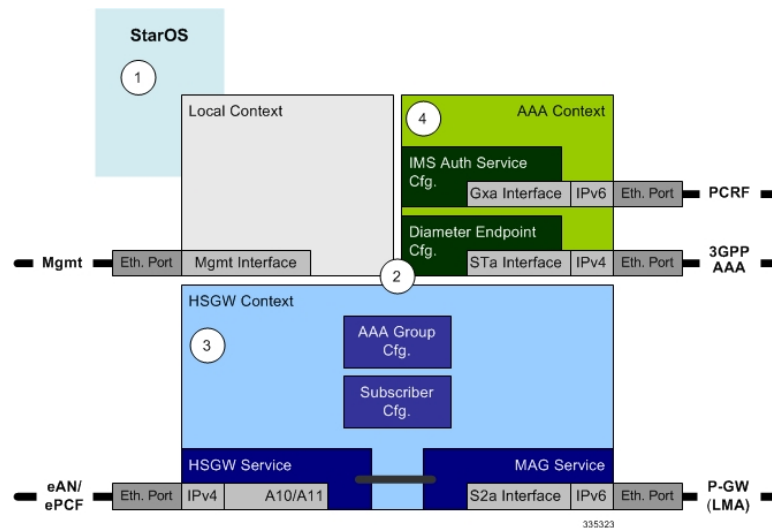 StarOS
1
Local Context
4
AAA Context
IMS Auth Service
Cfg.
Gxa Interface
IPv6
Eth. Port
PCRF
Diameter Endpoint
Cfg.
Mgmt
Eth. Port
Mgmt Interface
STa Interface
IPv4
Eth. Port
3GPP
AAA
2
HSGW Context
3
AAA Group
Cfg.
Subscriber
Cfg.
HSGW Service
MAG Service
eAN/
ePCF
Eth. Port
IPv4
A10/A11
S2a Interface
IPv6
Eth. Port
P-GW
(LMA)
335323